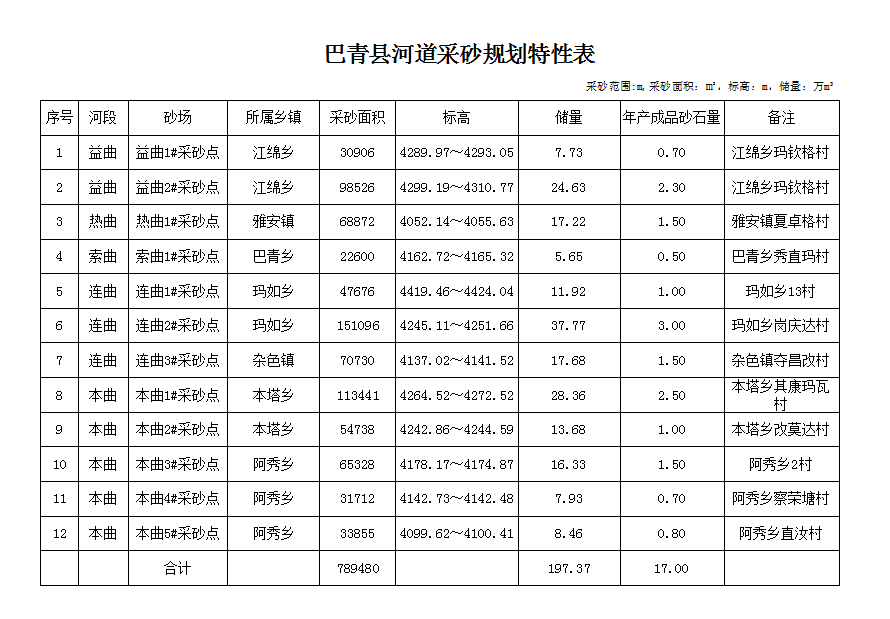 巴青县河道采砂规划特性表
采砂范围:m,采砂面积: m², 标高: m, 储量: 万m³
序号 河段 砂场 所属乡镇 采砂面积 标高 储量 年产成品砂石量 备注
1 益曲 益曲1#采砂点 江绵乡 30906 4289.97～4293.05 7.73 0.70 江绵乡玛钦格村
2 益曲 益曲2#采砂点 江绵乡 98526 4299.19～4310.77 24.63 2.30 江绵乡玛钦格村
3 热曲 热曲1#采砂点 雅安镇 68872 4052.14～4055.63 17.22 1.50 雅安镇夏卓格村
4 索曲 索曲1#采砂点 巴青乡 22600 4162.72～4165.32 5.65 0.50 巴青乡秀直玛村
5 连曲 连曲1#采砂点 玛如乡 47676 4419.46～4424.04 11.92 1.00 玛如乡13村
6 连曲 连曲2#采砂点 玛如乡 151096 4245.11～4251.66 37.77 3.00 玛如乡岗庆达村
7 连曲 连曲3#采砂点 杂色镇 70730 4137.02～4141.52 17.68 1.50 杂色镇夺昌改村
8 本曲 本曲1#采砂点 本塔乡 113441 4264.52～4272.52 28.36 2.50 本塔乡其康玛瓦
村
9 本曲 本曲2#采砂点 本塔乡 54738 4242.86～4244.59 13.68 1.00 本塔乡改莫达村
10 本曲 本曲3#采砂点 阿秀乡 65328 4178.17～4174.87 16.33 1.50 阿秀乡2村
11 本曲 本曲4#采砂点 阿秀乡 31712 4142.73～4142.48 7.93 0.70 阿秀乡察荣塘村
12 本曲 本曲5#采砂点 阿秀乡 33855 4099.62～4100.41 8.46 0.80 阿秀乡直汝村
合计 789480 197.37 17.00